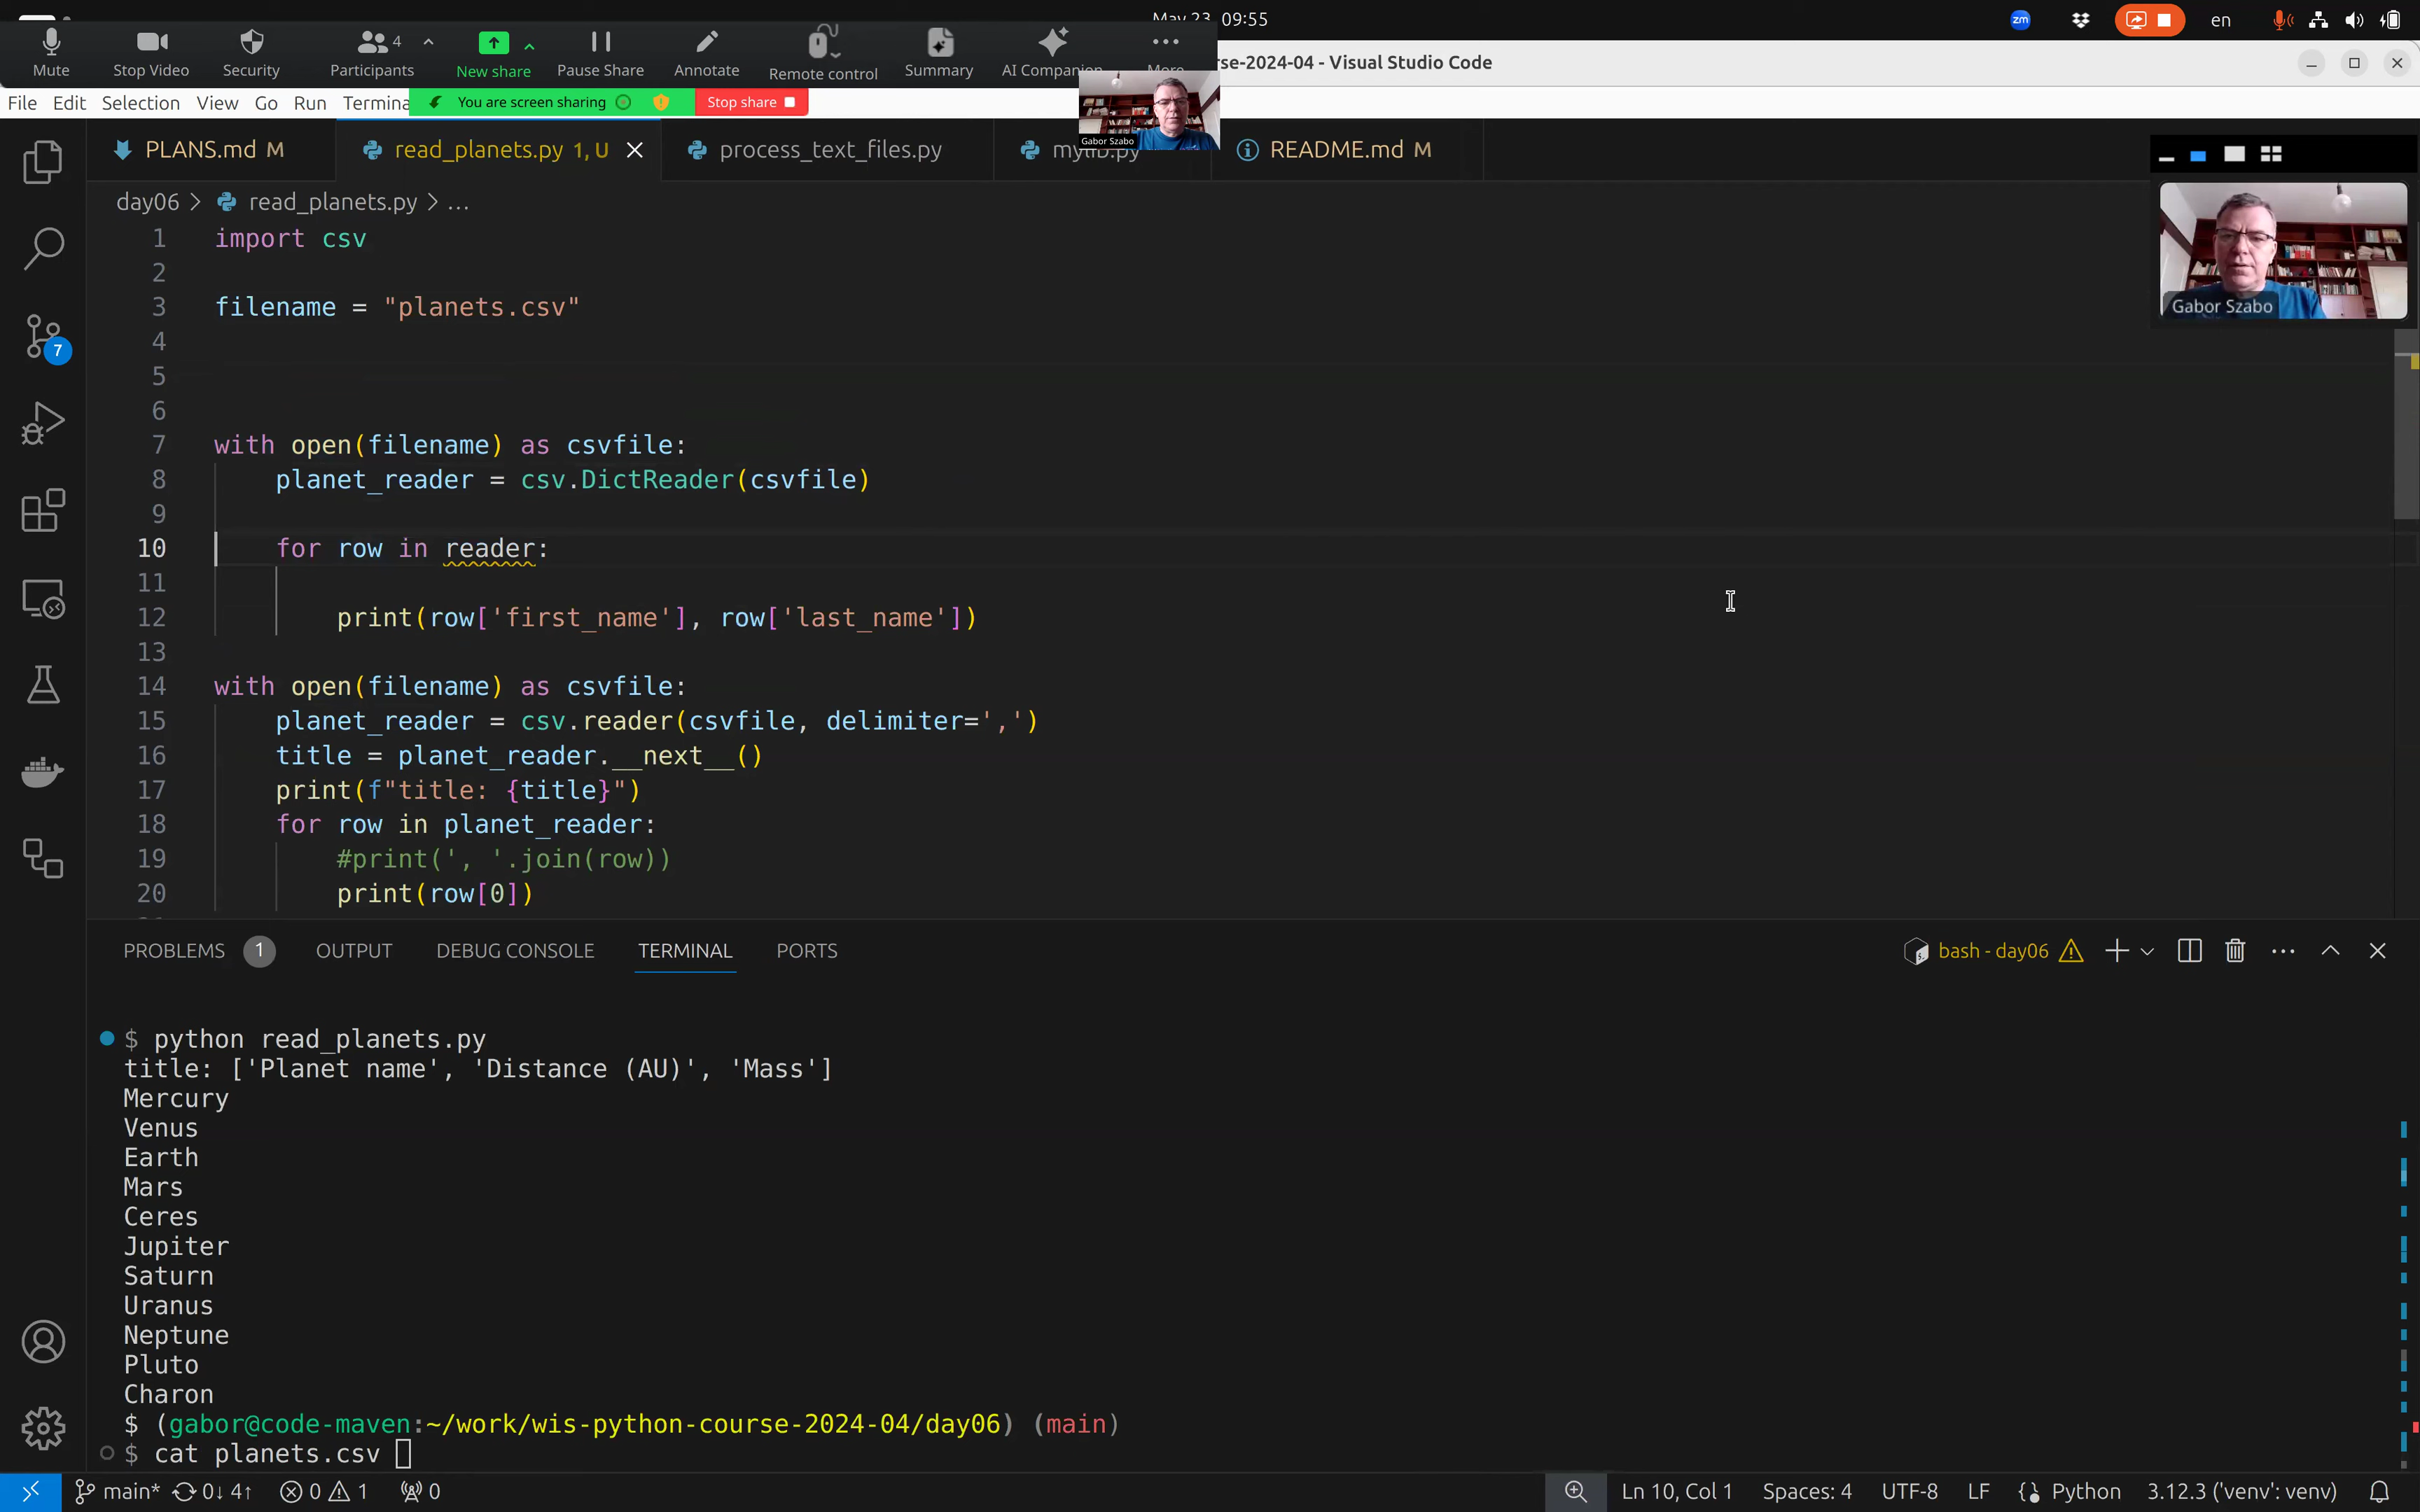 May 23 09:55
zm
en
Mute
Stop Video
Security
Participants
4
New share
Pause Share
Annotate
Remote control
Summary
AI Companion
More
se-2024-04 - Visual Studio Code
File Edit Selection View Go Run Termina
You are screen sharing
Stop share
Gabor Szabo
PLANS.md M
read_planets.py 1, U
process_text_files.py
mylib.py
README.md M
day06 > read_planets.py > ...
Gabor Szabo
7
1 import csv
2
3 filename = "planets.csv"
4
5
6
7 with open(filename) as csvfile:
8     planet_reader = csv.DictReader(csvfile)
9
10     for row in reader:
11
12         print(row['first_name'], row['last_name'])
13
14 with open(filename) as csvfile:
15     planet_reader = csv.reader(csvfile, delimiter=',')
16     title = planet_reader.__next__()
17     print(f"title: {title}")
18     for row in planet_reader:
19         #print(', '.join(row))
20         print(row[0])
PROBLEMS 1 OUTPUT DEBUG CONSOLE TERMINAL PORTS
bash - day06
$ python read_planets.py
title: ['Planet name', 'Distance (AU)', 'Mass']
Mercury
Venus
Earth
Mars
Ceres
Jupiter
Saturn
Uranus
Neptune
Pluto
Charon
$ (gabor@code-maven:~/work/wis-python-course-2024-04/day06) (main)
$ cat planets.csv
main* 0↓ 4↑ 0 1 0
Ln 10, Col 1 Spaces: 4 UTF-8 LF Python 3.12.3 ('venv': venv)